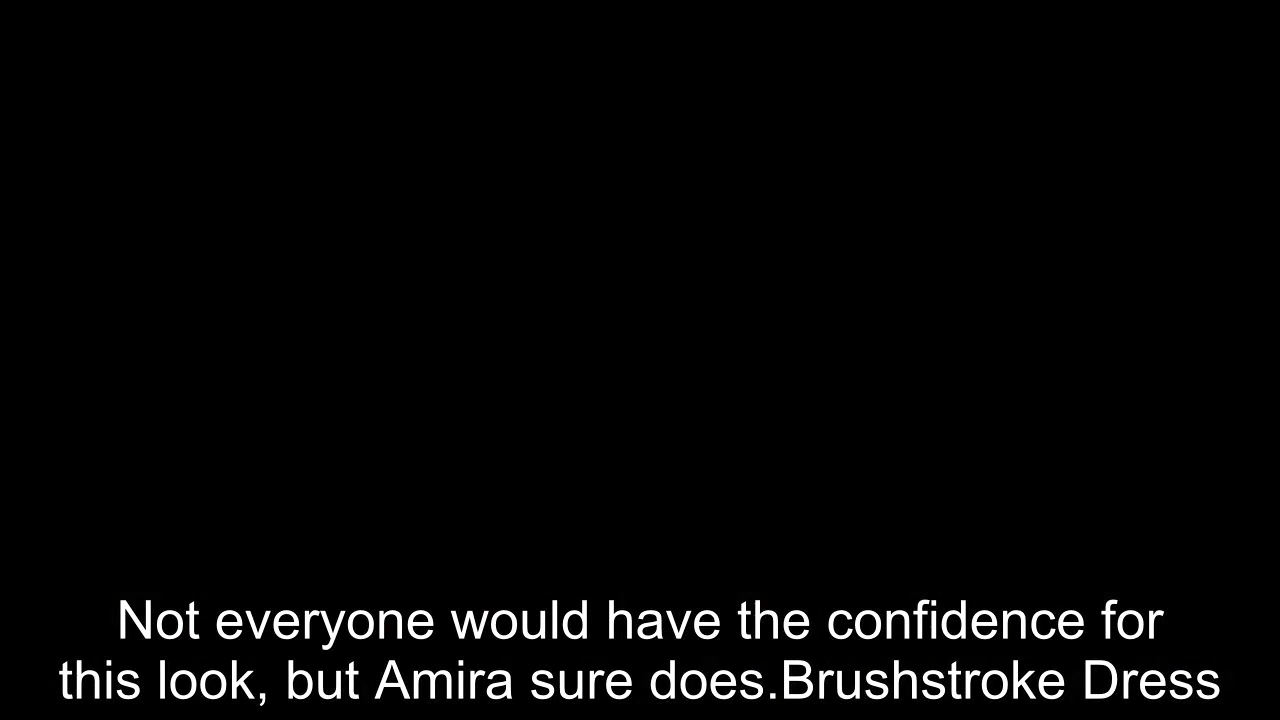 Not everyone would have the confidence for
this look, but Amira sure does.Brushstroke Dress